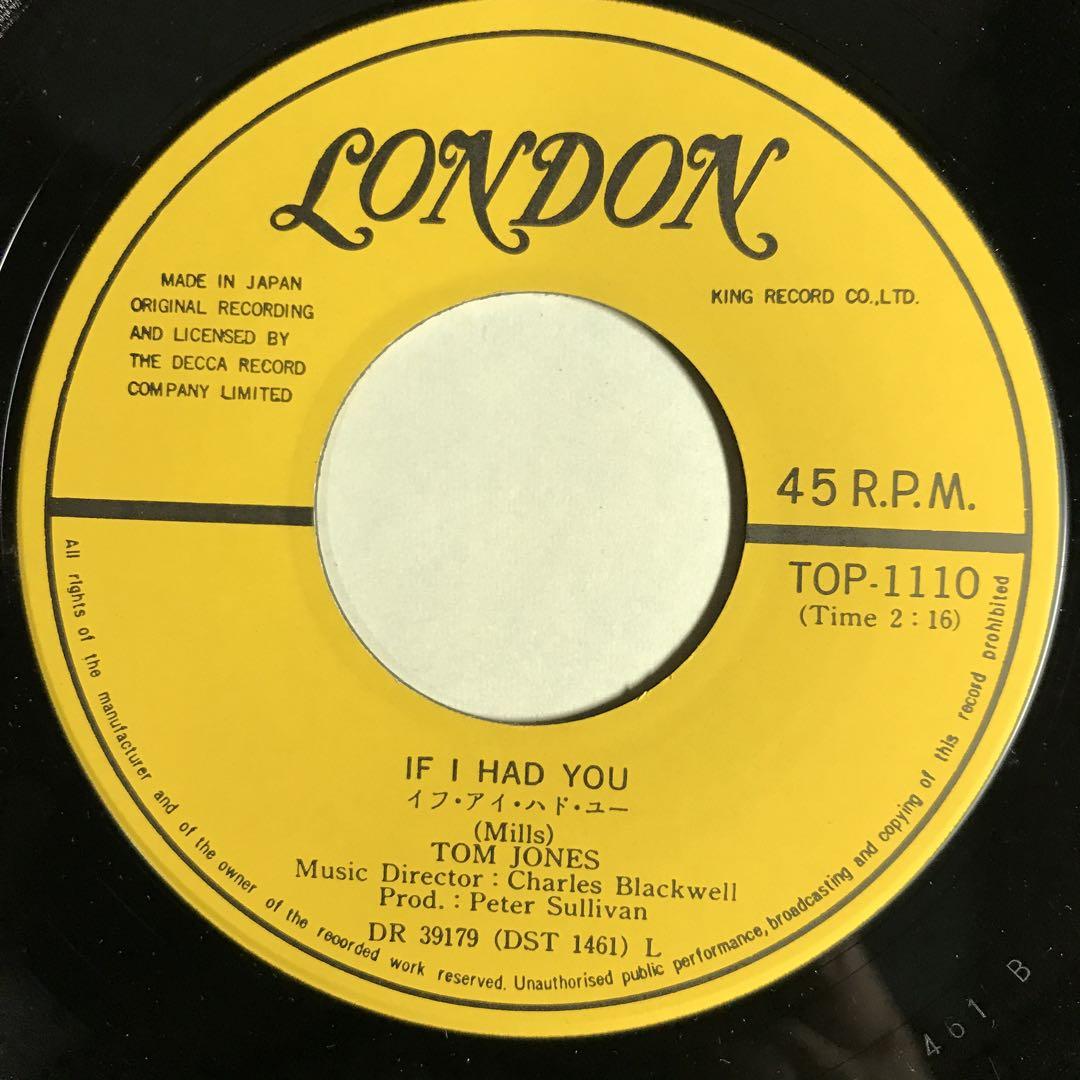 LONDON
MADE IN JAPAN
ORIGINAL RECORDING
AND LICENSED BY
THE DECCA RECORD
COMPANY LIMITED
KING RECORD CO.,LTD.
45 R.P.M.
TOP-1110
(Time 2:16)
IF I HAD YOU
イフ・アイ・ハド・ユー
(Mills)
TOM JONES
Music Director : Charles Blackwell
Prod. : Peter Sullivan
DR 39179 (DST 1461) L
All rights of the manufacturer and of the owner of the recorded work reserved. Unauthorised public performance, broadcasting and copying of this record prohibited
461 B